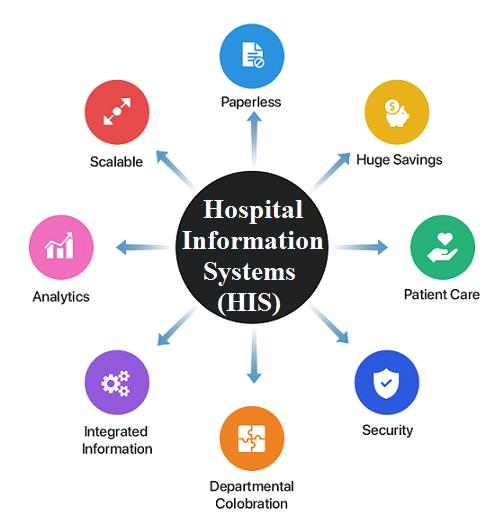 Paperless
Scalable
Huge Savings
Hospital
Information
Systems
(HIS)
Analytics
Patient Care
Integrated
Information
Security
Departmental
Colobration
$